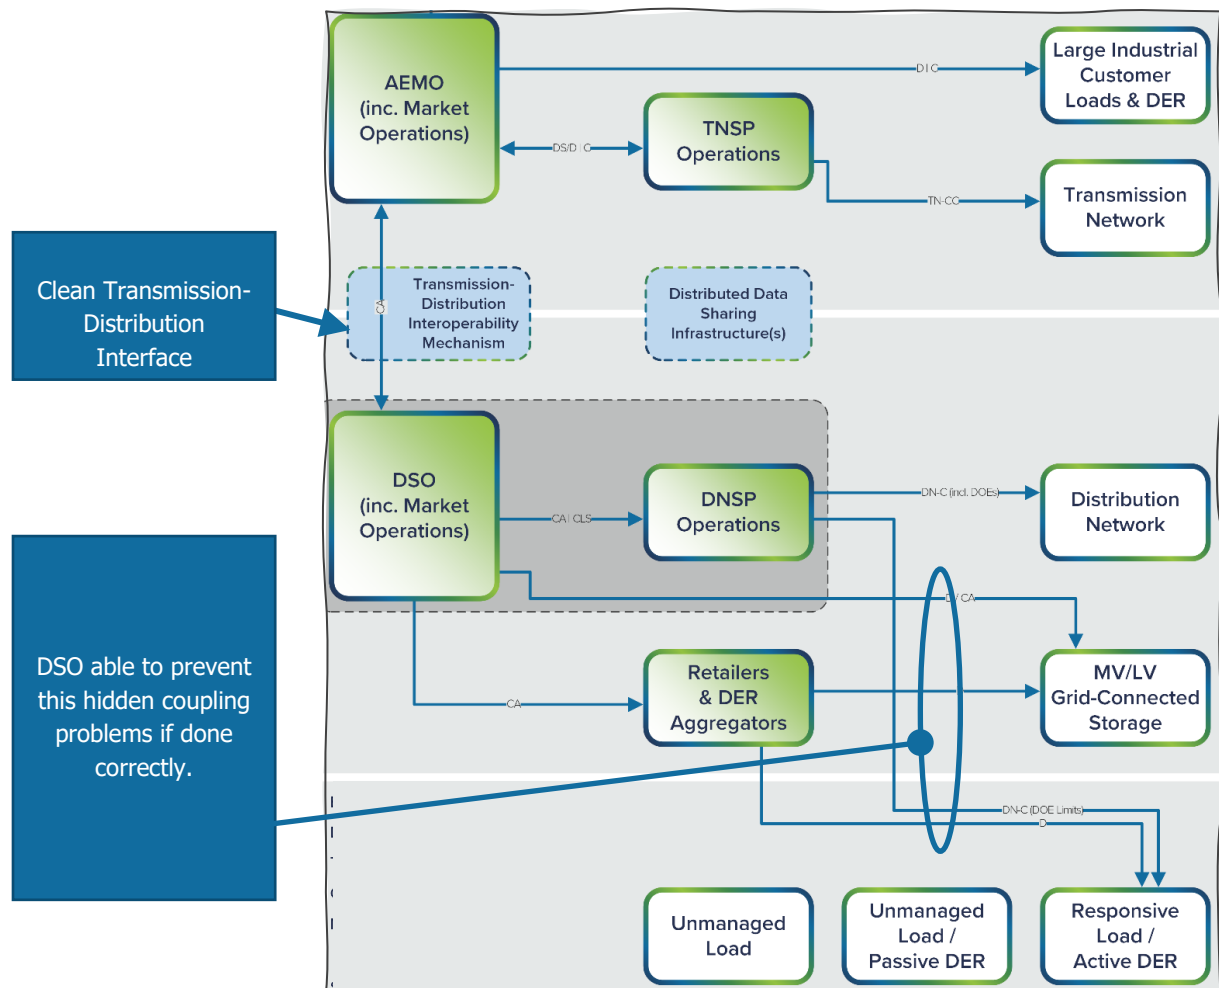 AEMO
(inc. Market
Operations)
Large Industrial
Customer
Loads & DER
TNSP
Operations
DS/D
TN-CO
Transmission
Network
Clean Transmission-
Distribution
Interface
CA
Transmission-
Distribution
Interoperability
Mechanism
Distributed Data
Sharing
Infrastructure(s)
DSO
(inc. Market
Operations)
CA | CLS
DNSP
Operations
DN-C (incl. DOEs)
Distribution
Network
D / CA
DSO able to prevent
this hidden coupling
problems if done
correctly.
CA
Retailers
& DER
Aggregators
MV/LV
Grid-Connected
Storage
DN-C (DOE Limits)
D
Unmanaged
Load
Unmanaged
Load /
Passive DER
Responsive
Load /
Active DER